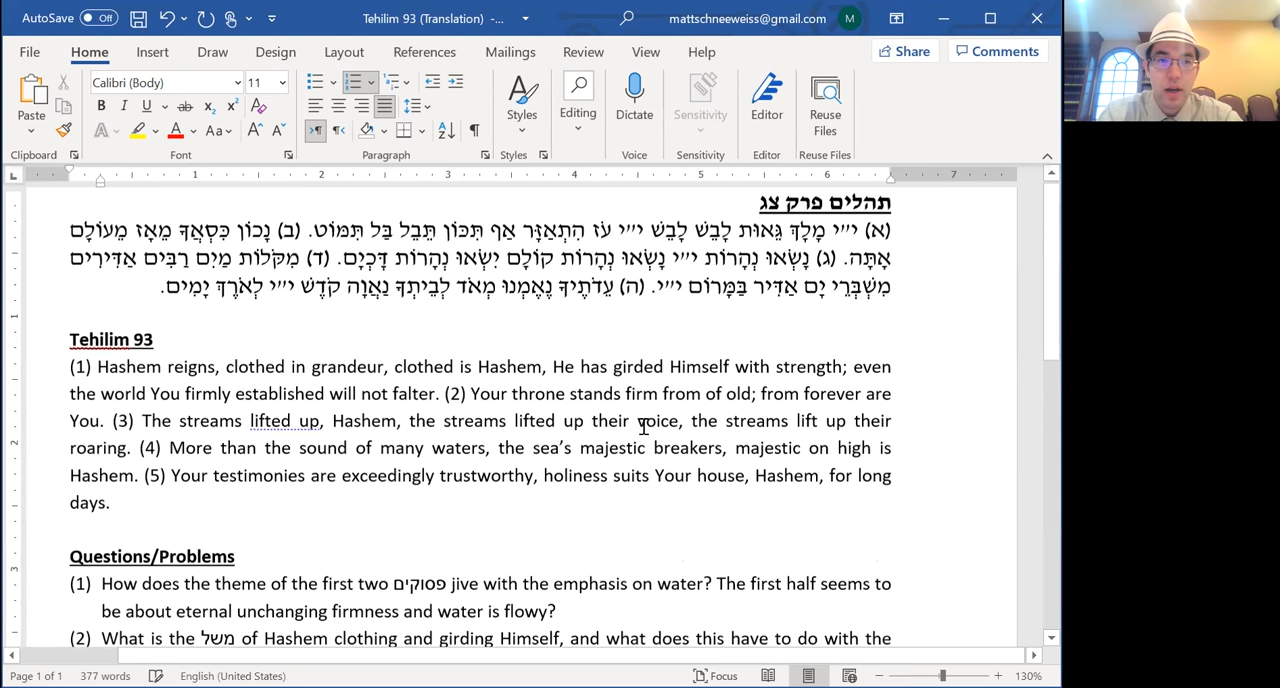 AutoSave Off Tehilim 93 (Translation) -... mattschneeweiss@gmail.com M
File Home Insert Draw Design Layout References Mailings Review View Help Share Comments
Calibri (Body) 11
Paste Styles Editing Dictate Sensitivity Editor Reuse Files
Clipboard Font Paragraph Styles Voice Sensitivity Editor Reuse Files
1 2 3 4 5 6 7
תהלים פרק צג
(א) י״י מָלָךְ גֵּאוּת לָבֵשׁ לָבֵשׁ י״י עֹז הִתְאַזָּר אַף תִּכּוֹן תֵּבֵל בַּל תִּמּוֹט. (ב) נָכוֹן כִּסְאֲךָ מֵאָז מֵעוֹלָם
אָתָּה. (ג) נָשְׂאוּ נְהָרוֹת י״י נָשְׂאוּ נְהָרוֹת קוֹלָם יִשְׂאוּ נְהָרוֹת דָּכְיָם. (ד) מִקֹּלוֹת מַיִם רַבִּים אַדִּירִים
מִשְׁבְּרֵי יָם אַדִּיר בַּמָּרוֹם י״י. (ה) עֵדֹתֶיךָ נֶאֶמְנוּ מְאֹד לְבֵיתְךָ נַאֲוָה קֹדֶשׁ י״י לְאֹרֶךְ יָמִים.
Tehilim 93
(1) Hashem reigns, clothed in grandeur, clothed is Hashem, He has girded Himself with strength; even
the world You firmly established will not falter. (2) Your throne stands firm from of old; from forever are
You. (3) The streams lifted up, Hashem, the streams lifted up their voice, the streams lift up their
roaring. (4) More than the sound of many waters, the sea's majestic breakers, majestic on high is
Hashem. (5) Your testimonies are exceedingly trustworthy, holiness suits Your house, Hashem, for long
days.
Questions/Problems
(1) How does the theme of the first two פסוקים jive with the emphasis on water? The first half seems to
be about eternal unchanging firmness and water is flowy?
(2) What is the משל of Hashem clothing and girding Himself, and what does this have to do with the
Page 1 of 1 377 words English (United States) Focus 130%